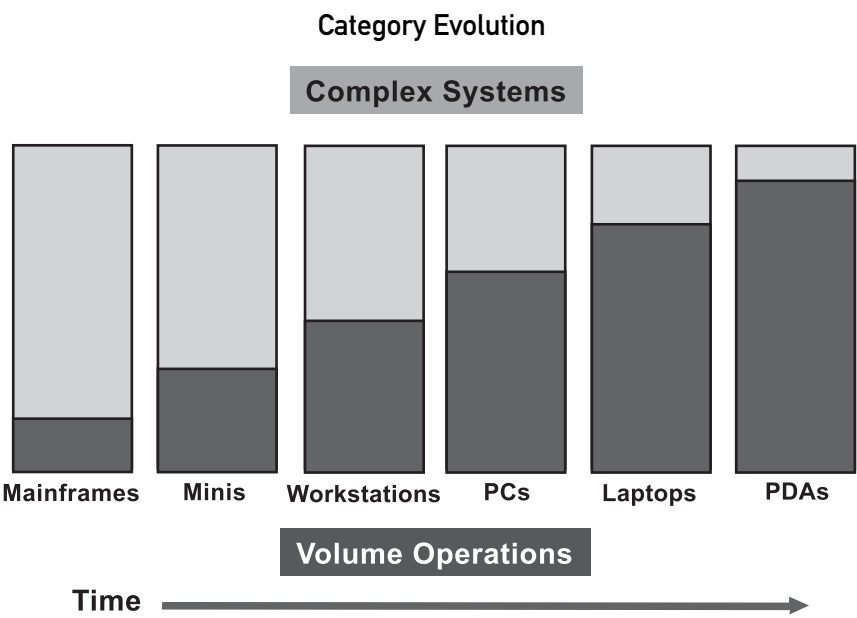 Category Evolution
Complex Systems
Mainframes Minis Workstations PCs Laptops PDAs
Volume Operations
Time